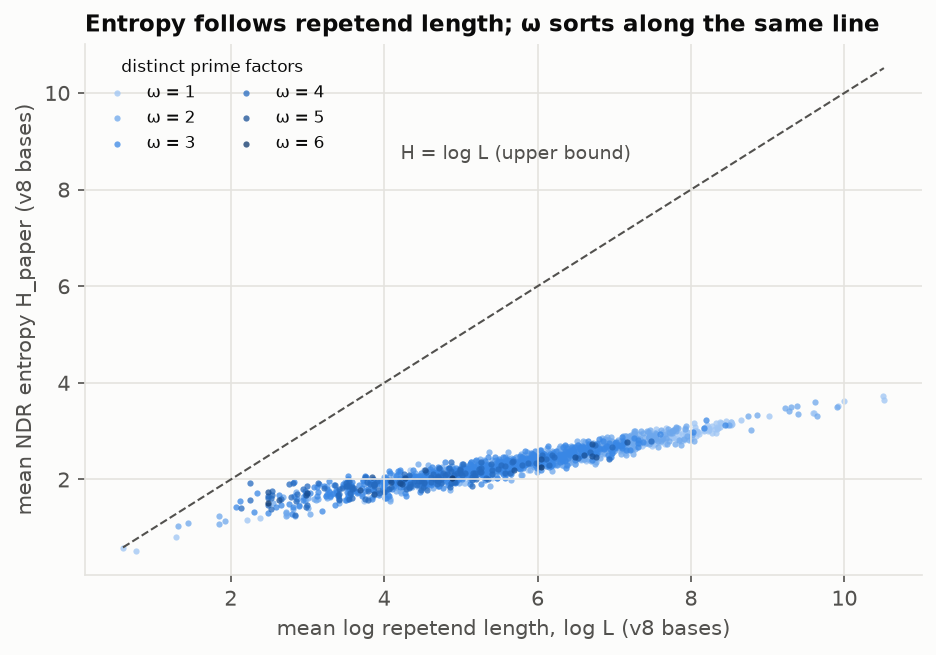 Entropy follows repetend length; ω sorts along the same line
distinct prime factors
ω = 1 ω = 4
ω = 2 ω = 5
ω = 3 ω = 6
H = log L (upper bound)
mean NDR entropy H_paper (v8 bases)
10
8
6
4
2
2 4 6 8 10
mean log repetend length, log L (v8 bases)